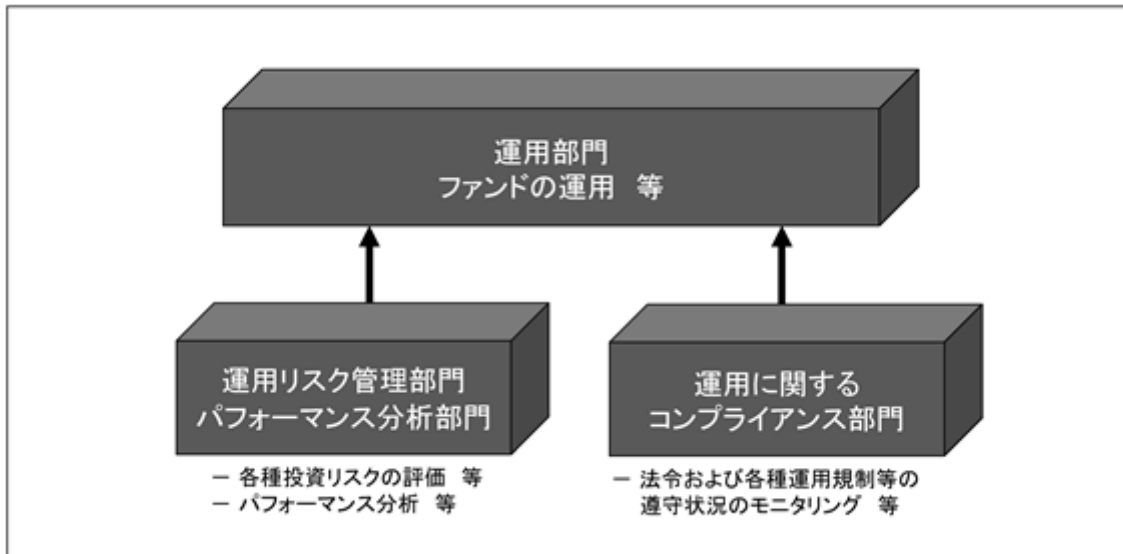 運用部門
ファンドの運用 等
運用リスク管理部門
パフォーマンス分析部門
－ 各種投資リスクの評価 等
－ パフォーマンス分析 等
運用に関する
コンプライアンス部門
－ 法令および各種運用規制等の
遵守状況のモニタリング 等